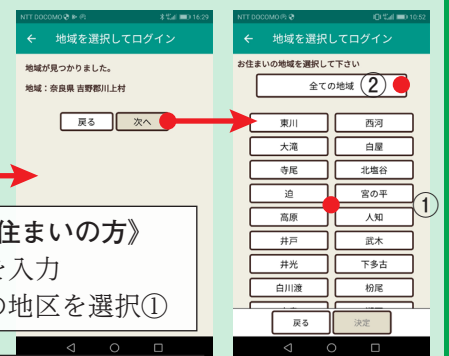 NTT DOCOMO 16:29
← 地域を選択してログイン
地域が見つかりました。
地域：奈良県 吉野郡川上村
戻る 次へ
住まいの方》
を入力
の地区を選択①
NTT DOCOMO 10:52
← 地域を選択してログイン
お住まいの地域を選択して下さい
全ての地域 ②
東川 西河
大滝 白屋
寺尾 北塩谷
迫 宮の平
高原 人知
①
井戸 武木
井光 下多古
白川渡 枌尾
戻る 決定